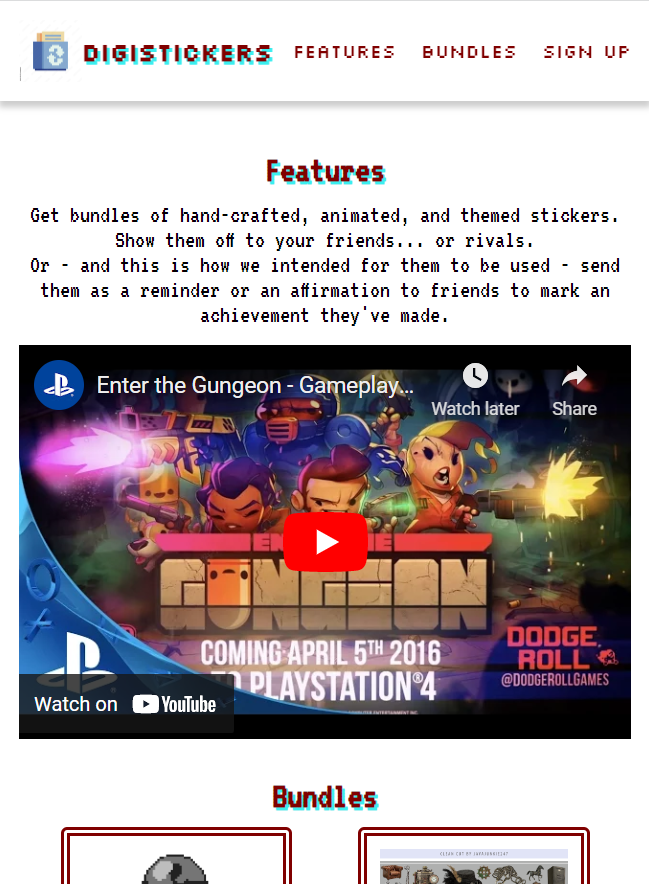 DIGISTICKERS FEATURES BUNDLES SIGN UP
Features
Get bundles of hand-crafted, animated, and themed stickers.
Show them off to your friends... or rivals.
Or - and this is how we intended for them to be used - send
them as a reminder or an affirmation to friends to mark an
achievement they've made.
Enter the Gungeon - Gameplay...
Watch later
Share
GUNGEON
COMING APRIL 5TH 2016
TO PLAYSTATION®4
DODGE
ROLL
@DODGEROLLGAMES
Watch on YouTube
Bundles